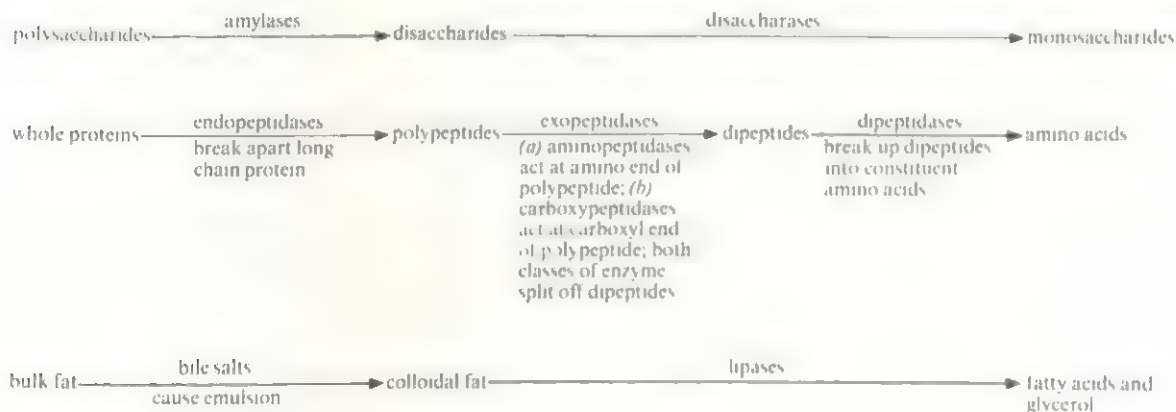 amylases
disaccharases
polysaccharides
disaccharides
monosaccharides
endopeptidases
exopeptidases
dipeptidases
whole proteins
polypeptides
dipeptides
amino acids
break apart long
chain protein
(a) aminopeptidases
act at amino end of
polypeptide; (b)
carboxypeptidases
act at carboxyl end
of polypeptide; both
classes of enzyme
split off dipeptides
break up dipeptides
into constituent
amino acids
bile salts
lipases
bulk fat
colloidal fat
fatty acids and
glycerol
cause emulsion